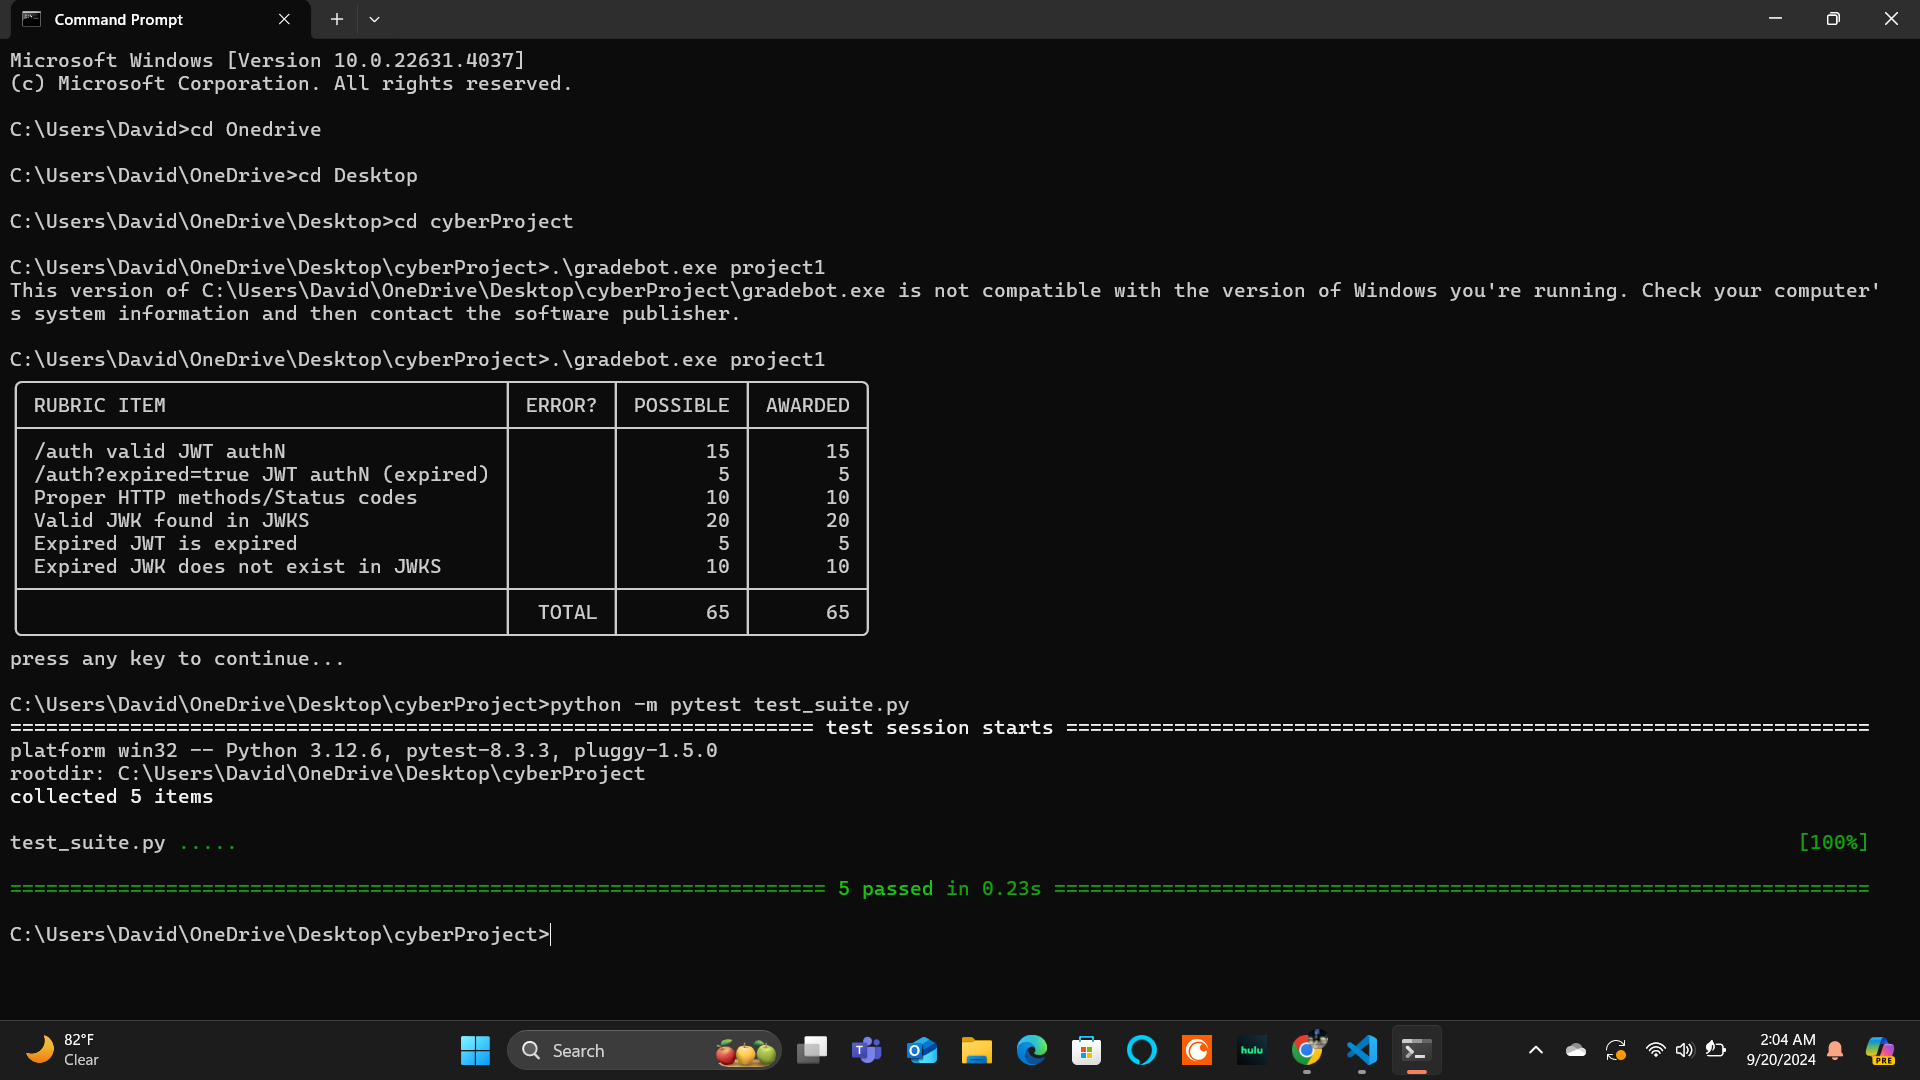 Command Prompt
Microsoft Windows [Version 10.0.22631.4037]
(c) Microsoft Corporation. All rights reserved.
C:\Users\David>cd Onedrive
C:\Users\David\OneDrive>cd Desktop
C:\Users\David\OneDrive\Desktop>cd cyberProject
C:\Users\David\OneDrive\Desktop\cyberProject>.\gradebot.exe project1
This version of C:\Users\David\OneDrive\Desktop\cyberProject\gradebot.exe is not compatible with the version of Windows you're running. Check your computer'
s system information and then contact the software publisher.
C:\Users\David\OneDrive\Desktop\cyberProject>.\gradebot.exe project1
RUBRIC ITEM ERROR? POSSIBLE AWARDED
/auth valid JWT authN 15 15
/auth?expired=true JWT authN (expired) 5 5
Proper HTTP methods/Status codes 10 10
Valid JWK found in JWKS 20 20
Expired JWT is expired 5 5
Expired JWK does not exist in JWKS 10 10
TOTAL 65 65
press any key to continue...
C:\Users\David\OneDrive\Desktop\cyberProject>python -m pytest test_suite.py
=================================================================== test session starts ===================================================================
platform win32 -- Python 3.12.6, pytest-8.3.3, pluggy-1.5.0
rootdir: C:\Users\David\OneDrive\Desktop\cyberProject
collected 5 items
test_suite.py ..... [100%]
==================================================================== 5 passed in 0.23s ====================================================================
C:\Users\David\OneDrive\Desktop\cyberProject>
82°F
Clear
Search
hulu
PRE
2:04 AM
9/20/2024